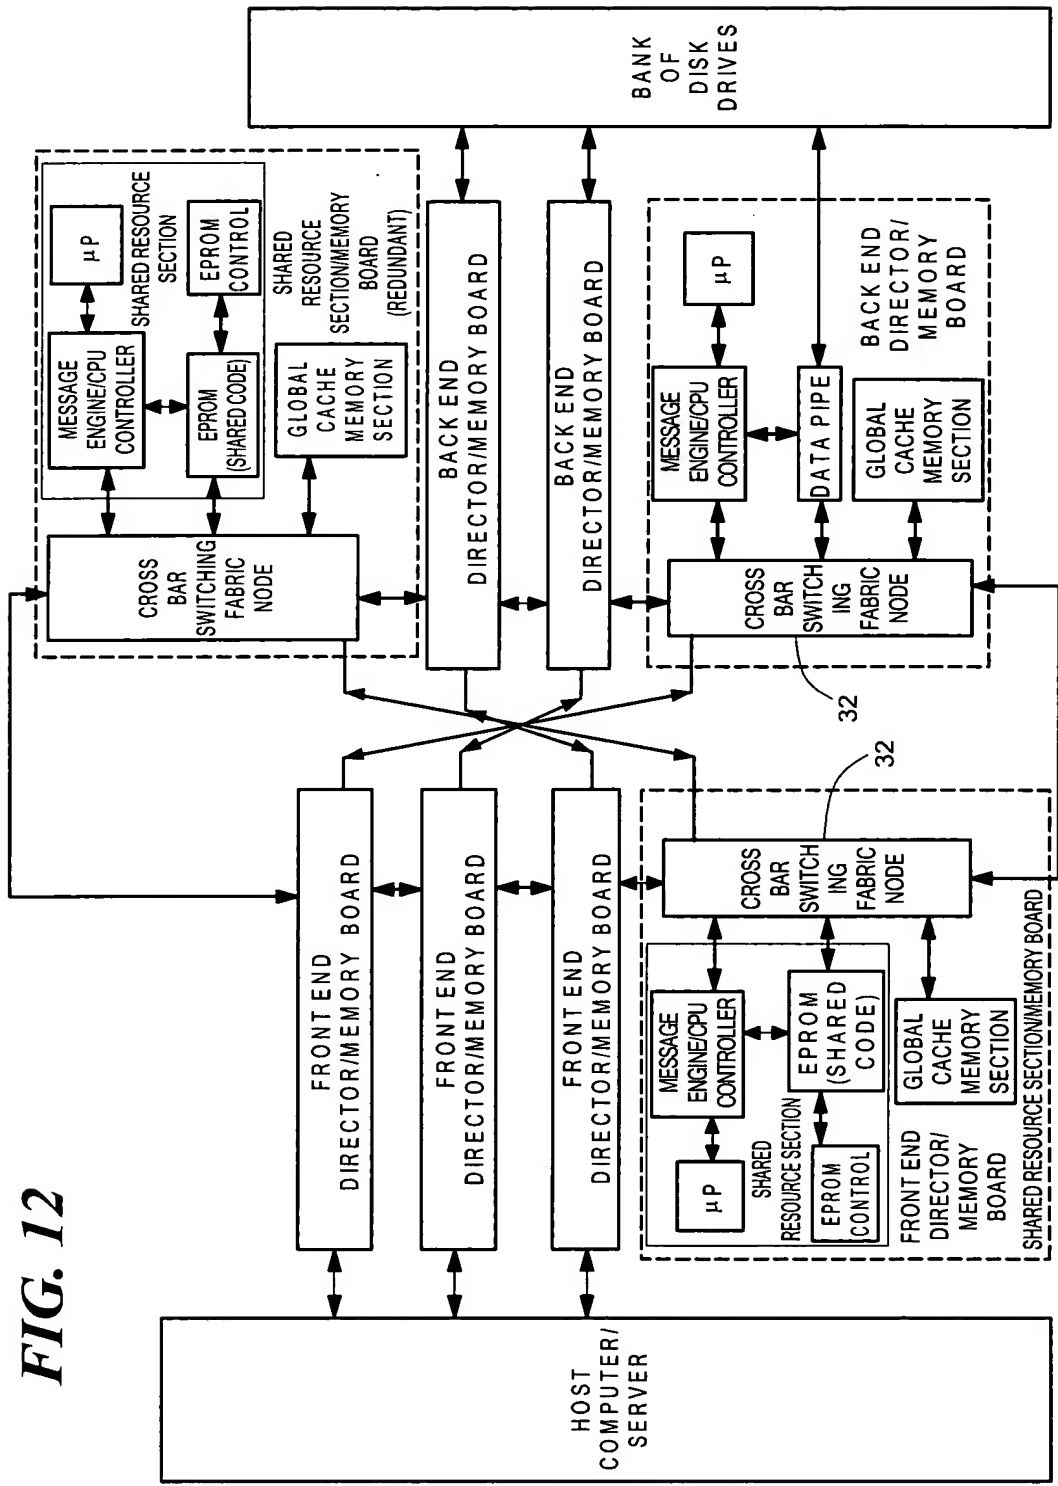 FIG. 12
HOST
COMPUTER/
SERVER
FRONT END
DIRECTOR/MEMORY BOARD
FRONT END
DIRECTOR/MEMORY BOARD
FRONT END
DIRECTOR/MEMORY BOARD
µP
MESSAGE
ENGINE/CPU
CONTROLLER
SHARED
RESOURCE SECTION
EPROM
CONTROL
EPROM
(SHARED
CODE)
GLOBAL
CACHE
MEMORY
SECTION
FRONT END
DIRECTOR/
MEMORY
BOARD
SHARED RESOURCE SECTION/MEMORY BOARD
CROSS
BAR
SWITCH
ING
FABRIC
NODE
32
CROSS
BAR
SWITCHING
FABRIC
NODE
MESSAGE
ENGINE/CPU
CONTROLLER
µP
SHARED RESOURCE
SECTION
EPROM
(SHARED CODE)
EPROM
CONTROL
GLOBAL
CACHE
MEMORY
SECTION
SHARED
RESOURCE
SECTION/MEMORY
BOARD
(REDUNDANT)
BACK END
DIRECTOR/MEMORY BOARD
BACK END
DIRECTOR/MEMORY BOARD
32
CROSS
BAR
SWITCH
ING
FABRIC
NODE
MESSAGE
ENGINE/CPU
CONTROLLER
µP
DATA PIPE
GLOBAL
CACHE
MEMORY
SECTION
BACK END
DIRECTOR/
MEMORY
BOARD
BANK
OF
DISK
DRIVES